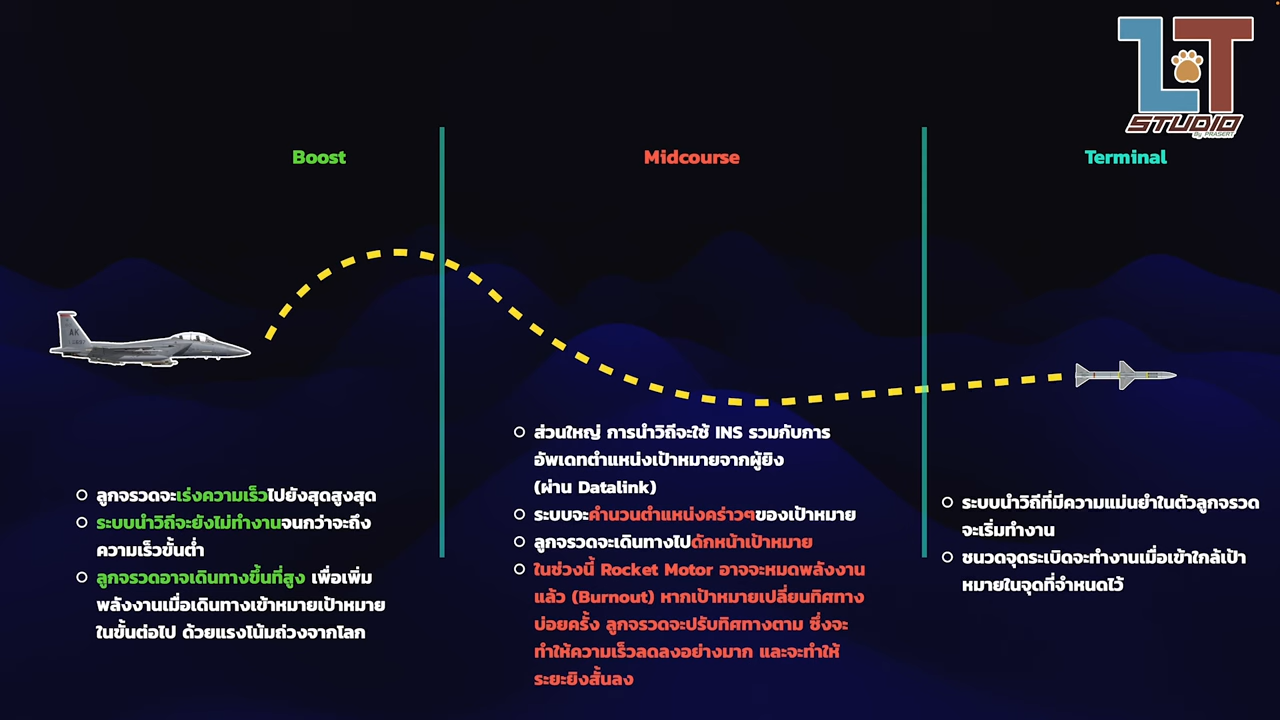 LT
STUDIO
By PRASERT
Boost
Midcourse
Terminal
AK
ลูกจรวดจะเร่งความเร็วไปยังสุดสูงสุด
ระบบนำวิถีจะยังไม่ทำงานจนกว่าจะถึง
ความเร็วขั้นต่ำ
ลูกจรวดอาจเดินทางขึ้นที่สูง เพื่อเพิ่ม
พลังงานเมื่อเดินทางเข้าหมายเป้าหมาย
ในขั้นต่อไป ด้วยแรงโน้มถ่วงจากโลก
ส่วนใหญ่ การนำวิถีจะใช้ INS รวมกับการ
อัพเดทตำแหน่งเป้าหมายจากผู้ยิง
(ผ่าน Datalink)
ระบบจะคำนวนตำแหน่งคร่าวๆของเป้าหมาย
ลูกจรวดจะเดินทางไปดักหน้าเป้าหมาย
ในช่วงนี้ Rocket Motor อาจจะหมดพลังงาน
แล้ว (Burnout) หากเป้าหมายเปลี่ยนทิศทาง
บ่อยครั้ง ลูกจรวดจะปรับทิศทางตาม ซึ่งจะ
ทำให้ความเร็วลดลงอย่างมาก และจะทำให้
ระยะยิงสั้นลง
ระบบนำวิถีที่มีความแม่นยำในตัวลูกจรวด
จะเริ่มทำงาน
ชนวดจุดระเบิดจะทำงานเมื่อเข้าใกล้เป้า
หมายในจุดที่จำหนดไว้